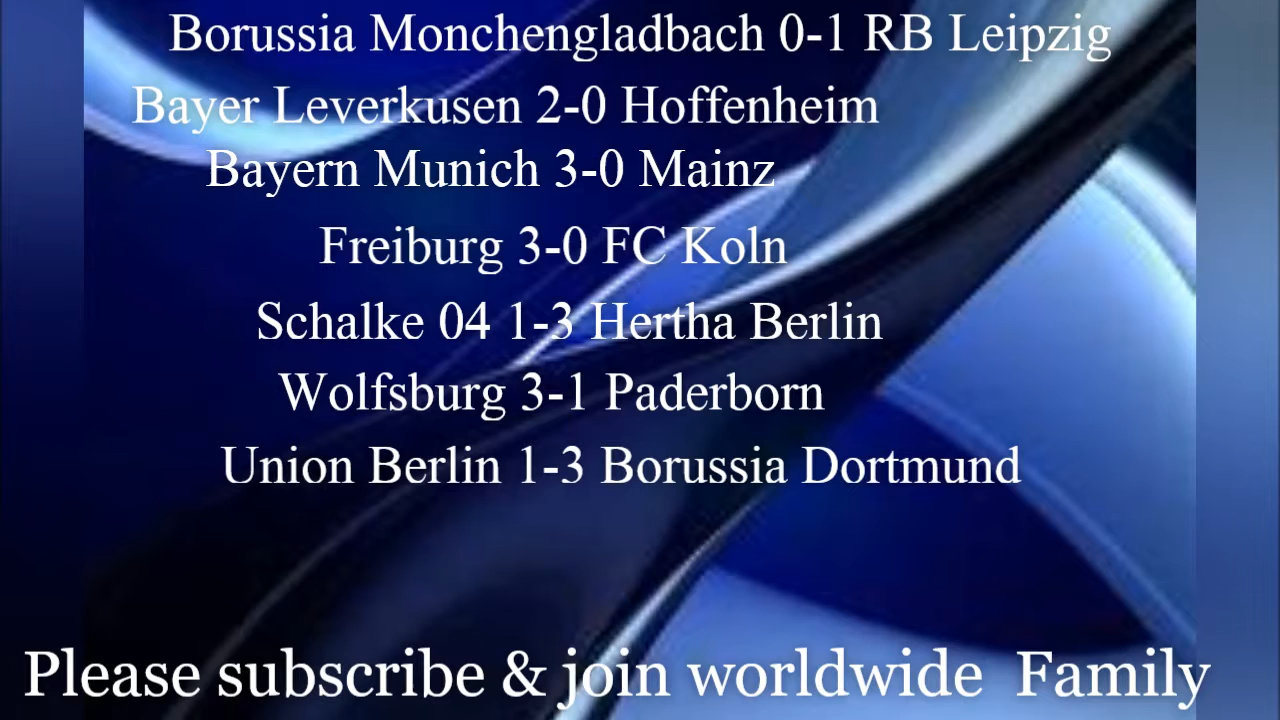 Borussia Monchengladbach 0-1 RB Leipzig
Bayer Leverkusen 2-0 Hoffenheim
Bayern Munich 3-0 Mainz
Freiburg 3-0 FC Koln
Schalke 04 1-3 Hertha Berlin
Wolfsburg 3-1 Paderborn
Union Berlin 1-3 Borussia Dortmund
Please subscribe & join worldwide Family